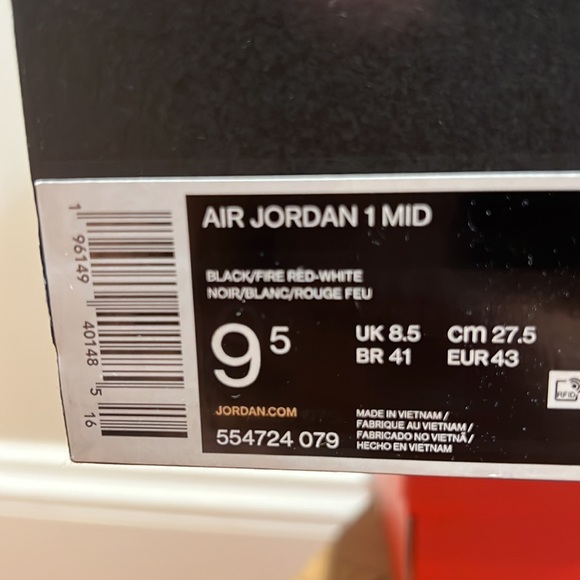 AIR JORDAN 1 MID
BLACK/FIRE RED-WHITE
NOIR/BLANC/ROUGE FEU
9 5
UK 8.5 cm 27.5
BR 41 EUR 43
RFID
JORDAN.COM
554724 079
MADE IN VIETNAM/
FABRIQUE AU VIETNAM/
FABRICADO NO VIETNÃ/
HECHO EN VIETNAM
1 96149 40148 5 16